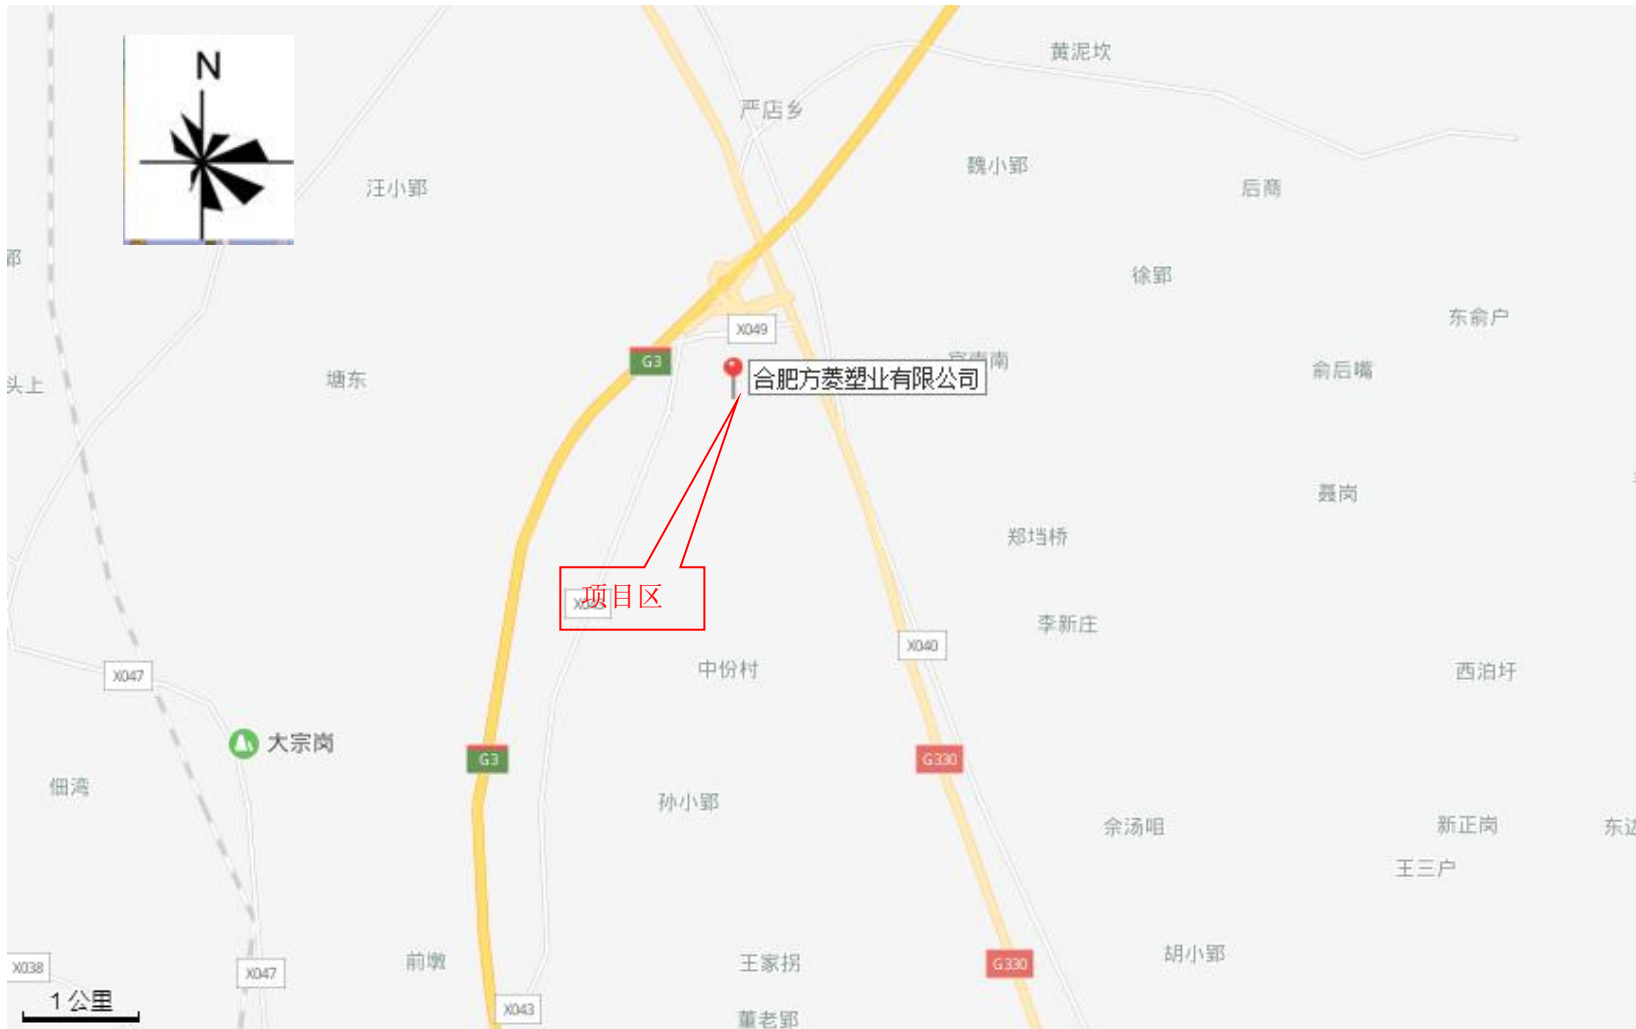 N
黄泥坎
严店乡
魏小郢
汪小郢
后商
郢
徐郢
东俞户
X049
G3
南
头上
塘东
俞后嘴
合肥方菱塑业有限公司
聂岗
郑垱桥
项目区
李新庄
X040
中份村
西泊圩
X047
大宗岗
G3
G330
佃湾
孙小郢
佘汤咀
新正岗
东边
王三户
胡小郢
前墩
王家拐
G330
X038
X047
1 公里
X043
董老郢